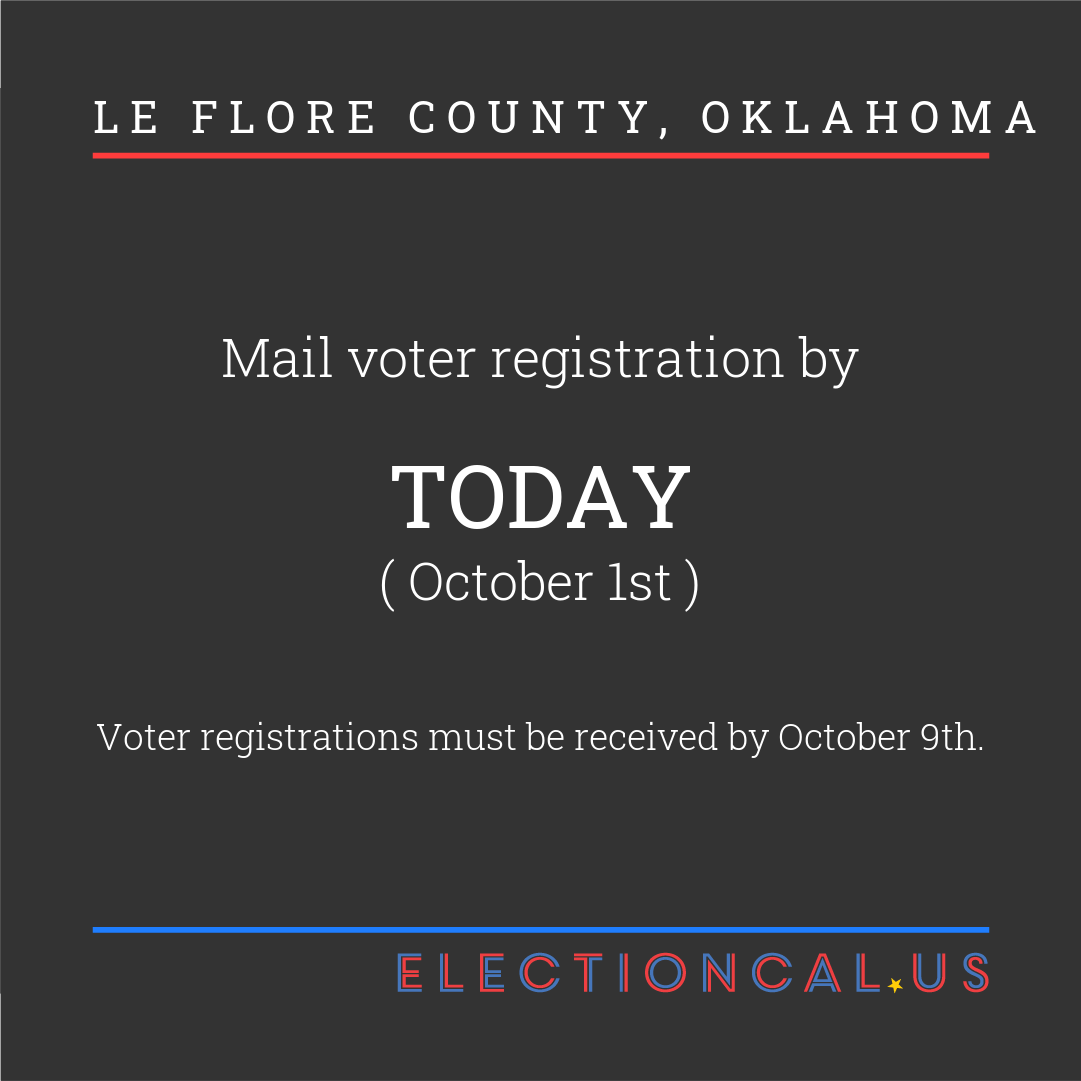 LE FLORE COUNTY, OKLAHOMA
Mail voter registration by
TODAY
( October 1st )
Voter registrations must be received by October 9th.
ELECTIONCAL.US